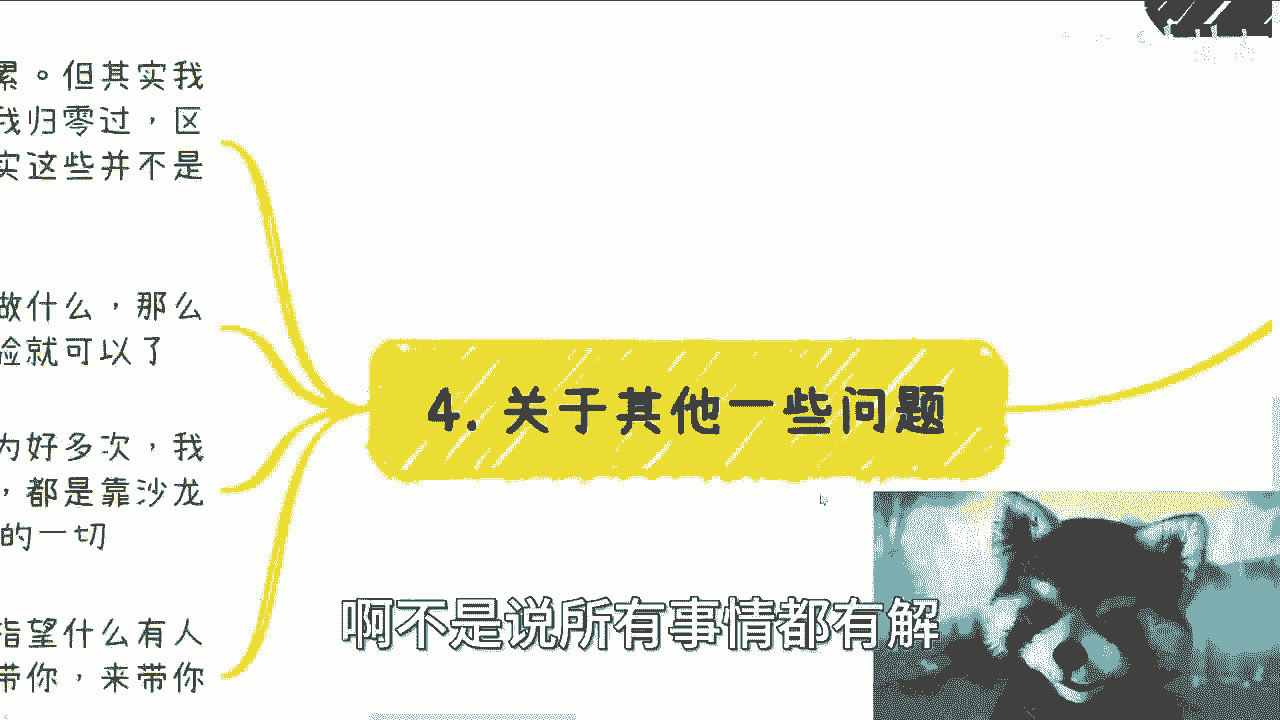 累。但其实我
我归零过，区
实这些并不是
做什么，那么
验就可以了
为好多次，我
，都是靠沙龙
的一切
指望什么有人
带你，来带你
4. 关于其他一些问题
啊不是说所有事情都有解